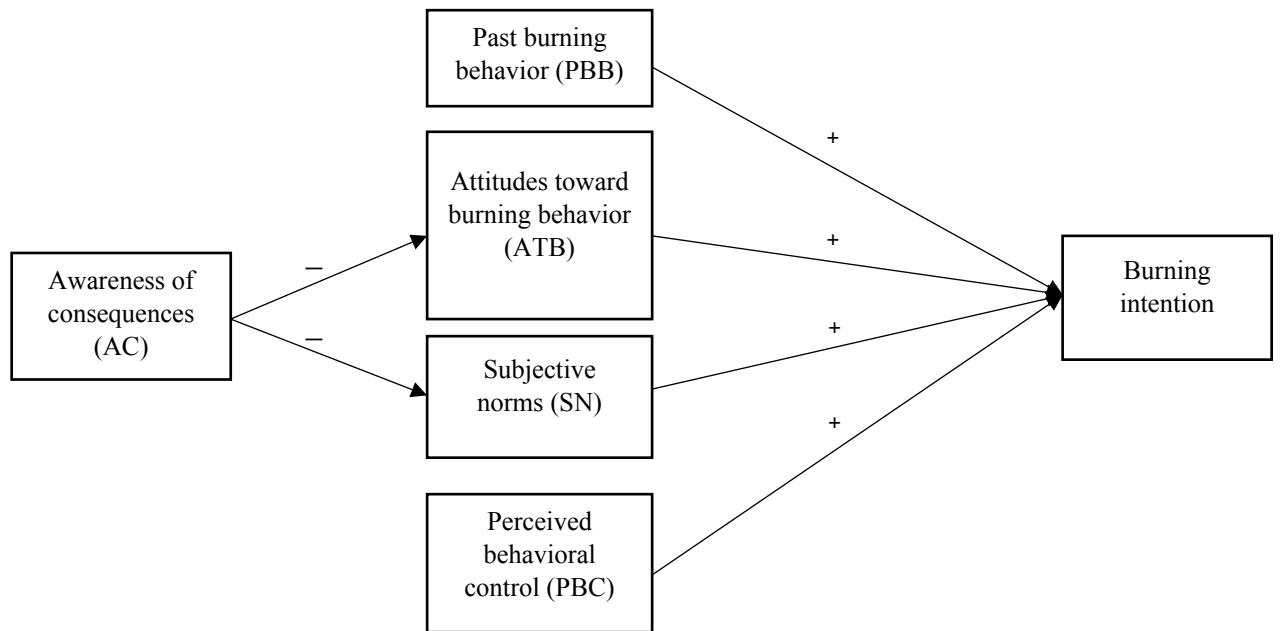 Past burning
behavior (PBB)
+
Attitudes toward
burning behavior
(ATB)
+
Awareness of
consequences
(AC)
–
–
Burning
intention
Subjective
norms (SN)
+
Perceived
behavioral
control (PBC)
+